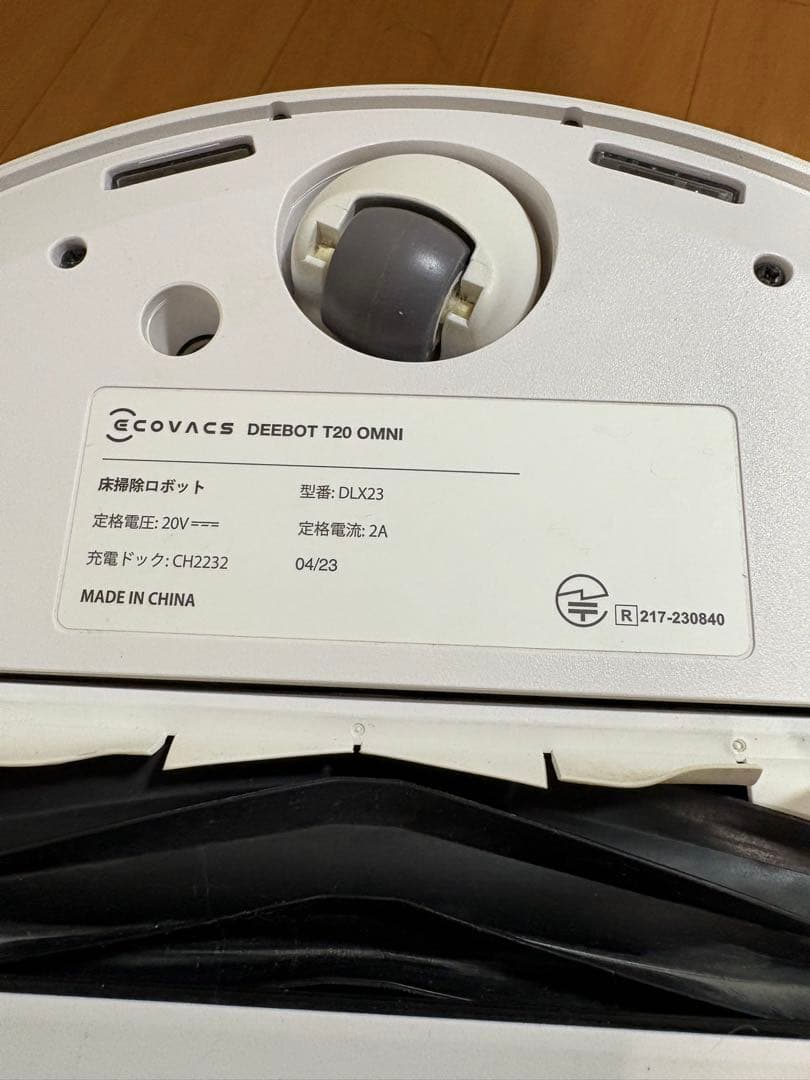 ECOVACS DEEBOT T20 OMNI
床掃除ロボット 型番: DLX23
定格電圧: 20V⎓ 定格電流: 2A
充電ドック: CH2232 04/23
MADE IN CHINA
R 217-230840